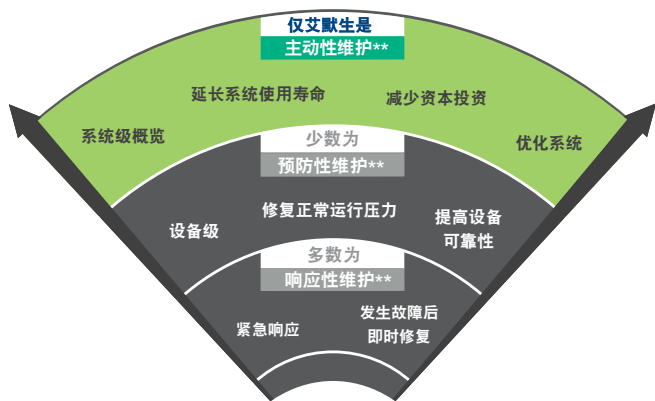 仅艾默生是
主动性维护**
延长系统使用寿命
减少资本投资
系统级概览
优化系统
少数为
预防性维护**
修复正常运行压力
设备级
提高设备
可靠性
多数为
响应性维护**
紧急响应
发生故障后
即时修复